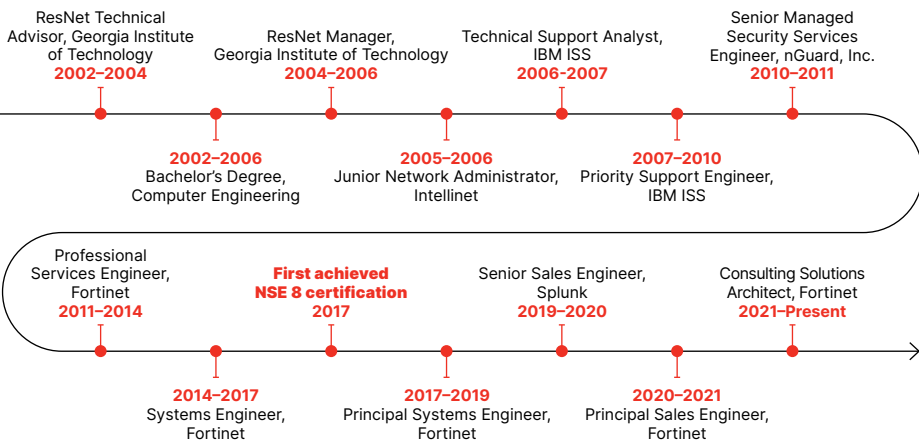 ResNet Technical
Advisor, Georgia Institute
of Technology
2002–2004
2002–2006
Bachelor’s Degree,
Computer Engineering
ResNet Manager,
Georgia Institute of Technology
2004–2006
2005–2006
Junior Network Administrator,
Intellinet
Technical Support Analyst,
IBM ISS
2006-2007
2007–2010
Priority Support Engineer,
IBM ISS
Senior Managed
Security Services
Engineer, nGuard, Inc.
2010–2011
Professional
Services Engineer,
Fortinet
2011–2014
2014–2017
Systems Engineer,
Fortinet
First achieved
NSE 8 certification
2017
2017–2019
Principal Systems Engineer,
Fortinet
Senior Sales Engineer,
Splunk
2019–2020
2020–2021
Principal Sales Engineer,
Fortinet
Consulting Solutions
Architect, Fortinet
2021–Present